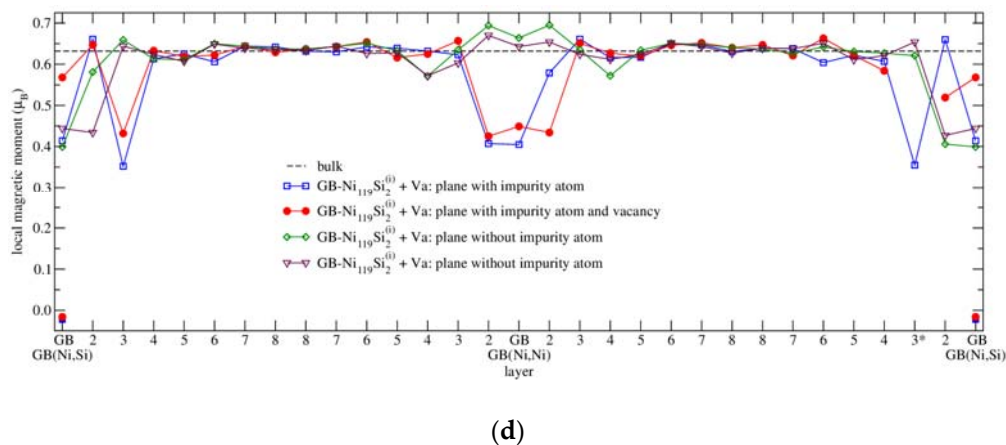 0.7
0.6
0.5
0.4
0.3
0.2
0.1
0.0
local magnetic moment (μB)
bulk
GB-Ni119Si2(i) + Va: plane with impurity atom
GB-Ni119Si2(i) + Va: plane with impurity atom and vacancy
GB-Ni119Si2(i) + Va: plane without impurity atom
GB-Ni119Si2(i) + Va: plane without impurity atom
GB 2 3 4 5 6 7 8 8 7 6 5 4 3 2 GB 2 3 4 5 6 7 8 8 7 6 5 4 3* 2 GB
GB(Ni,Si) GB(Ni,Ni) GB(Ni,Si)
layer
(d)